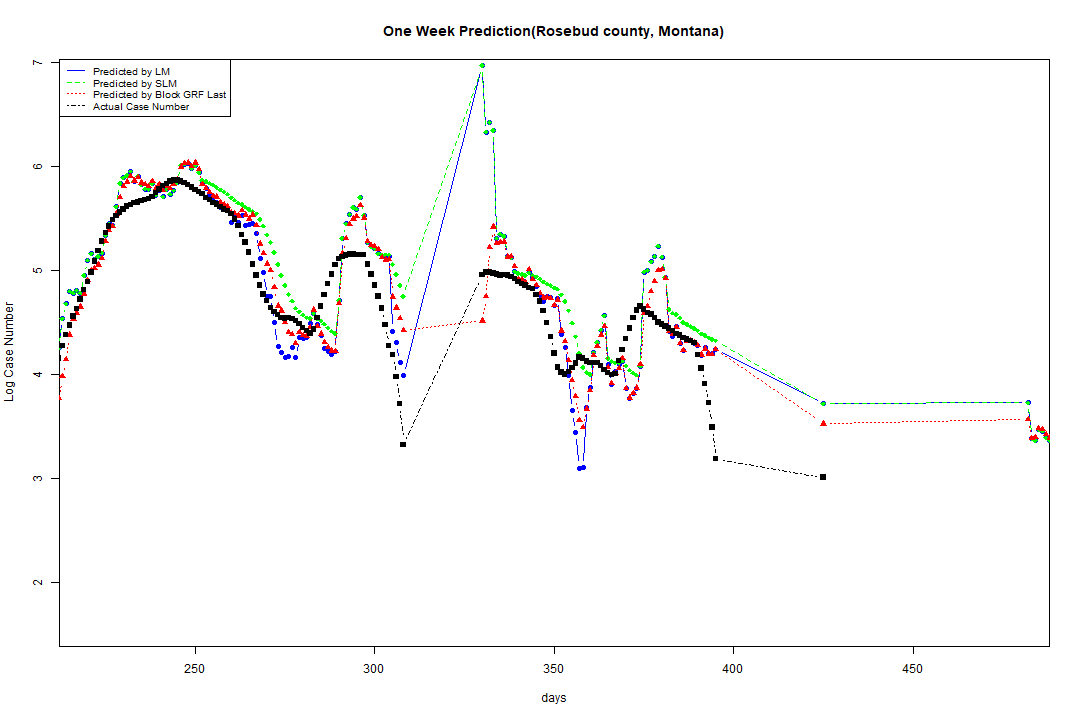 One Week Prediction(Rosebud county, Montana)
Predicted by LM
Predicted by SLM
Predicted by Block GRF Last
Actual Case Number
Log Case Number
7
6
5
4
3
2
250 300 350 400 450
days